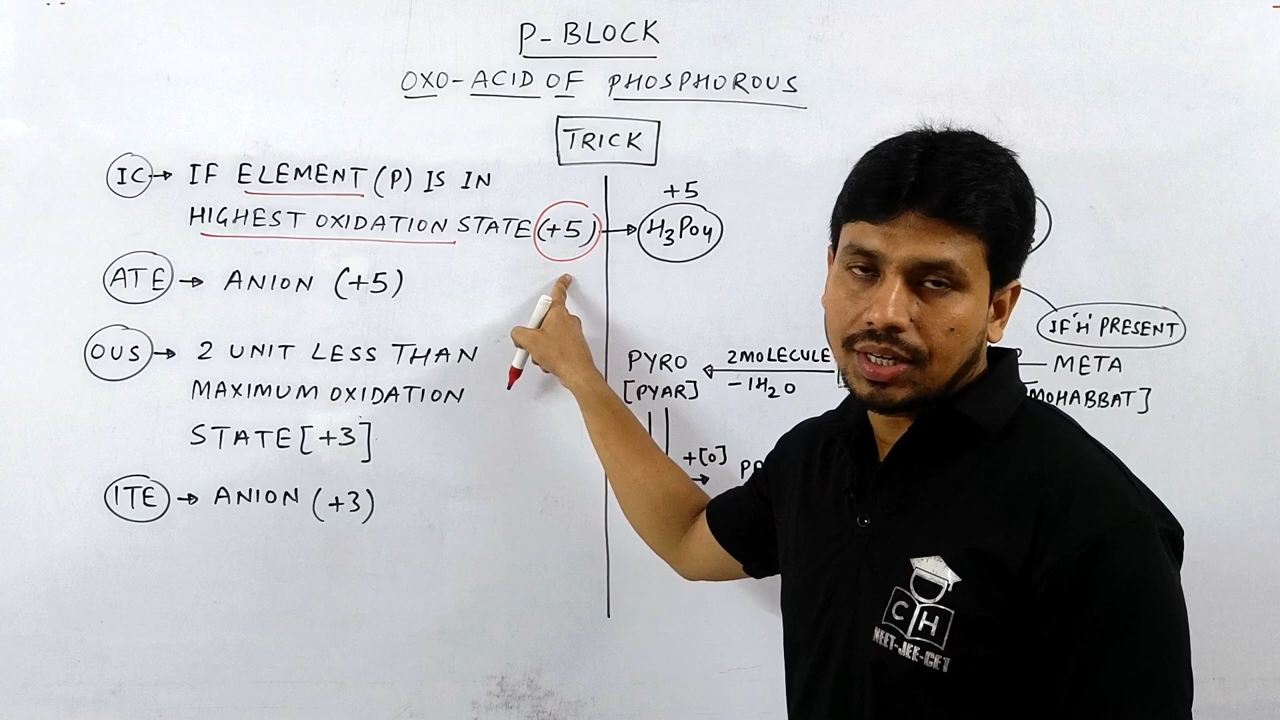 P-BLOCK
OXO-ACID OF PHOSPHOROUS
TRICK
IC → IF ELEMENT (P) IS IN
HIGHEST OXIDATION STATE (+5) →
ATE → ANION (+5)
OUS → 2 UNIT LESS THAN
MAXIMUM OXIDATION
STATE [+3]
ITE → ANION (+3)
+5
H₃PO₄
IF 'H' PRESENT
PYRO
[PYAR]
2MOLECULE
-1H₂O
META
MOHABBAT]
+[O]
→
C H
NEET-JEE-CET